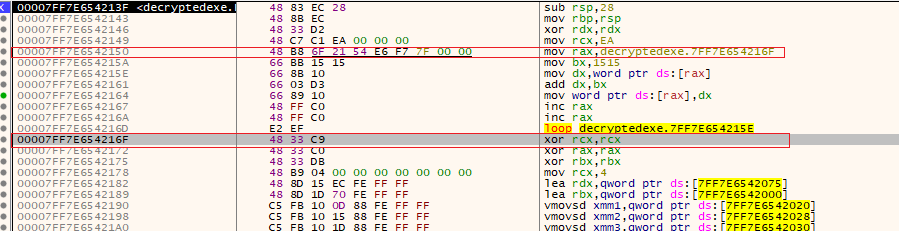 00007FF7E654213F <decryptedexe. 48 83 EC 28 sub rsp,28
00007FF7E6542143 48 8B EC mov rbp,rsp
00007FF7E6542146 48 33 D2 xor rdx,rdx
00007FF7E6542149 48 C7 C1 EA 00 00 00 mov rcx,EA
00007FF7E6542150 48 B8 6F 21 54 E6 F7 7F 00 00 mov rax,decryptedexe.7FF7E654216F
00007FF7E654215A 66 BB 15 15 mov bx,1515
00007FF7E654215E 66 8B 10 mov dx,word ptr ds:[rax]
00007FF7E6542161 66 03 D3 add dx,bx
00007FF7E6542164 66 89 10 mov word ptr ds:[rax],dx
00007FF7E6542167 48 FF C0 inc rax
00007FF7E654216A 48 FF C0 inc rax
00007FF7E654216D E2 EF loop decryptedexe.7FF7E654215E
00007FF7E654216F 48 33 C9 xor rcx,rcx
00007FF7E6542172 48 33 C0 xor rax,rax
00007FF7E6542175 48 33 DB xor rbx,rbx
00007FF7E6542178 48 B9 04 00 00 00 00 00 00 00 mov rcx,4
00007FF7E6542182 48 8D 15 EC FE FF FF lea rdx,qword ptr ds:[7FF7E6542075]
00007FF7E6542189 48 8D 1D 70 FE FF FF lea rbx,qword ptr ds:[7FF7E6542000]
00007FF7E6542190 C5 FB 10 0D 88 FE FF FF vmovsd xmm1,qword ptr ds:[7FF7E6542020]
00007FF7E6542198 C5 FB 10 15 88 FE FF FF vmovsd xmm2,qword ptr ds:[7FF7E6542028]
00007FF7E65421A0 C5 FB 10 1D 88 FE FF FF vmovsd xmm3,qword ptr ds:[7FF7E6542030]